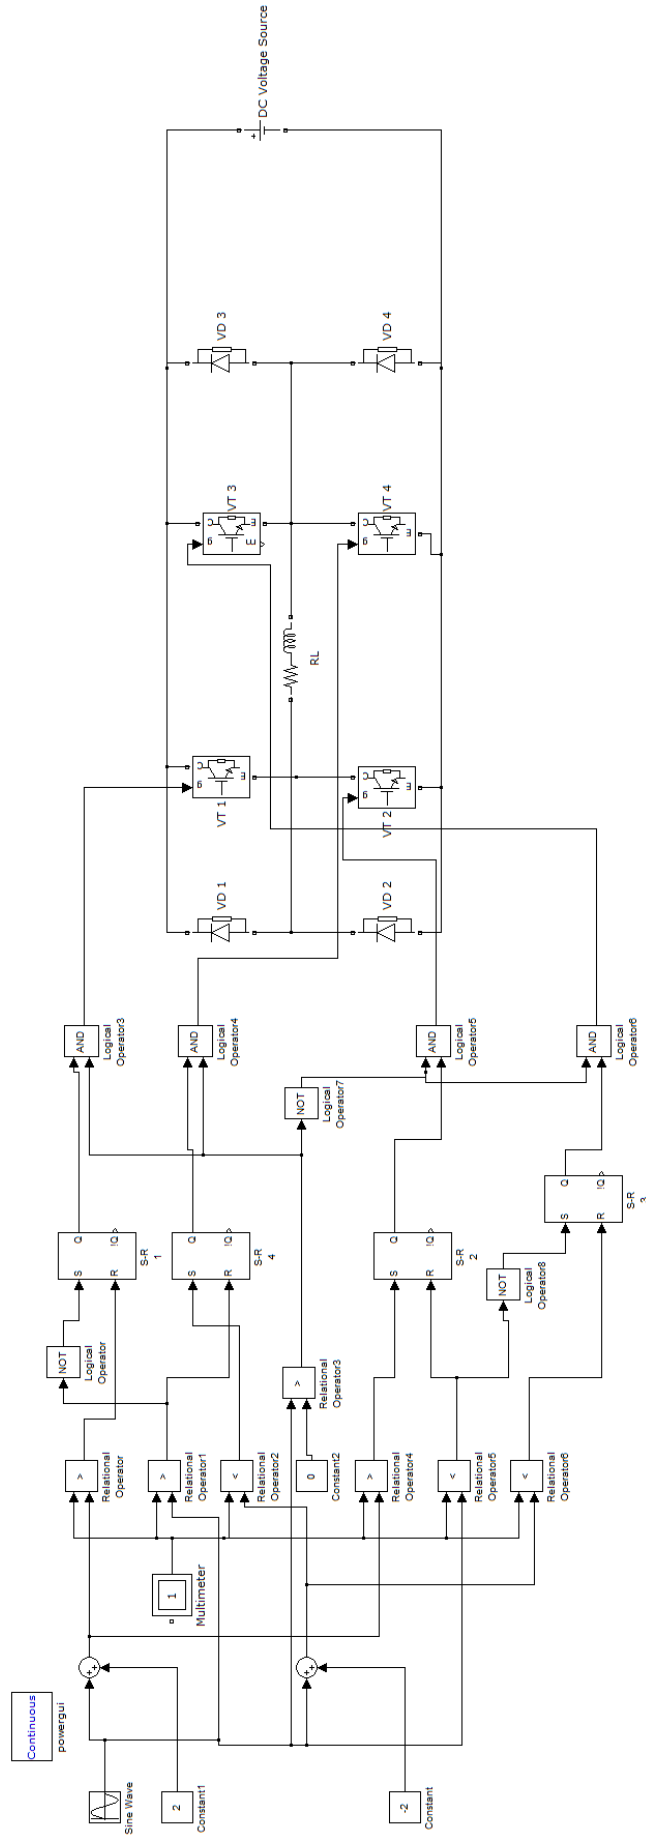 Continuous
powergui
Sine Wave
2
Constant1
-2
Constant
+
+
+
+
1
Multimeter
>
Relational
Operator
>
Relational
Operator1
<
Relational
Operator2
0
Constant2
>
Relational
Operator4
<
Relational
Operator5
<
Relational
Operator6
>
Relational
Operator3
NOT
Logical
Operator
NOT
Logical
Operator8
S
R
Q
!Q
S-R
1
S
R
Q
!Q
S-R
4
S
R
Q
!Q
S-R
2
S
R
Q
!Q
S-R
3
NOT
Logical
Operator7
AND
Logical
Operator3
AND
Logical
Operator4
AND
Logical
Operator5
AND
Logical
Operator6
VD 1
VD 2
g
C
E
VT 1
g
C
E
VT 2
RL
g
C
E
VT 3
g
C
E
VT 4
VD 3
VD 4
+
DC Voltage Source